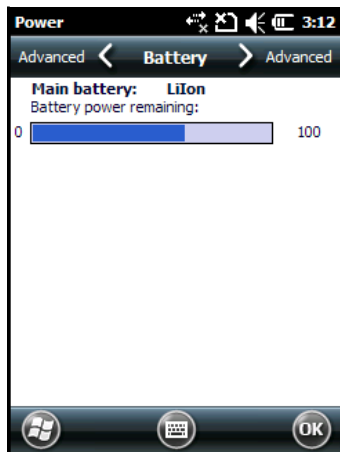 Power 3:12
Advanced Battery Advanced
Main battery: LiIon
Battery power remaining:
0 100
OK